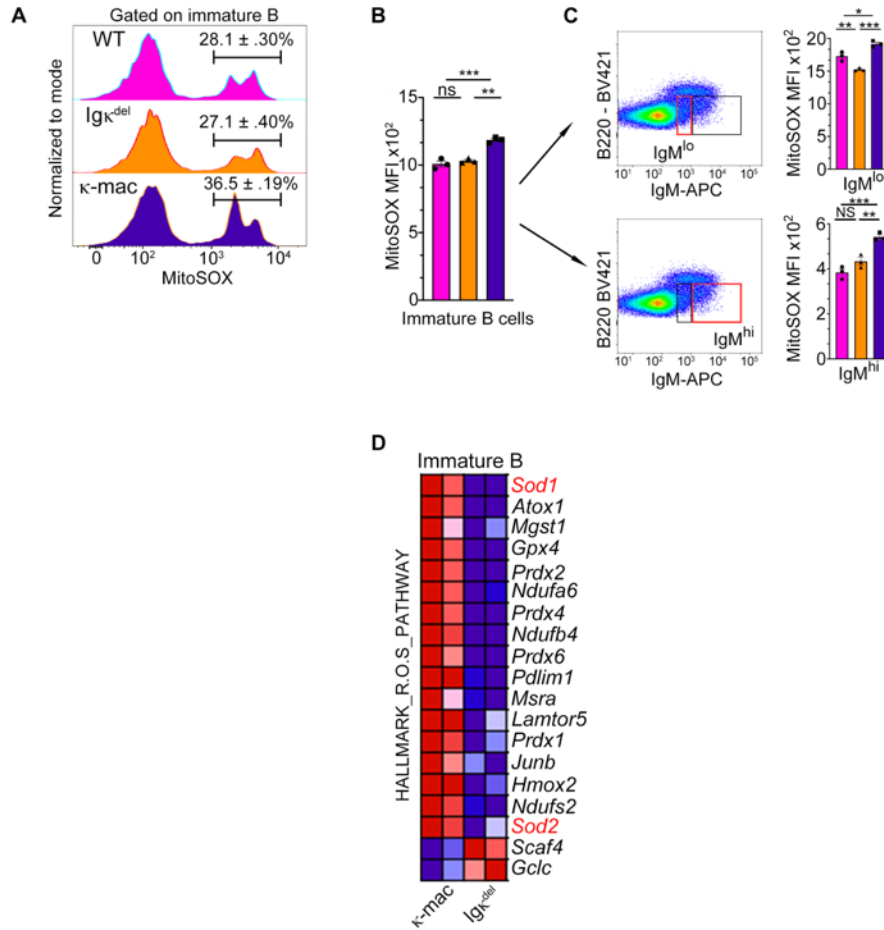 A
Gated on immature B
WT
28.1 ± .30%
Igκdel
27.1 ± .40%
κ-mac
36.5 ± .19%
Normalized to mode
0 10² 10³ 10⁴
MitoSOX
B
MitoSOX MFI x10²
15
10
5
0
***
ns **
Immature B cells
C
B220 - BV421
IgMlo
10¹ 10² 10³ 10⁴ 10⁵
IgM-APC
MitoSOX MFI x10²
20
15
10
5
0
*
** ***
IgMlo
B220 BV421
IgMhi
10¹ 10² 10³ 10⁴ 10⁵
IgM-APC
MitoSOX MFI x10²
6
4
2
0
***
NS **
IgMhi
D
Immature B
HALLMARK_R.O.S_PATHWAY
Sod1
Atox1
Mgst1
Gpx4
Prdx2
Ndufa6
Prdx4
Ndufb4
Prdx6
Pdlim1
Msra
Lamtor5
Prdx1
Junb
Hmox2
Ndufs2
Sod2
Scaf4
Gclc
κ-mac Igκdel